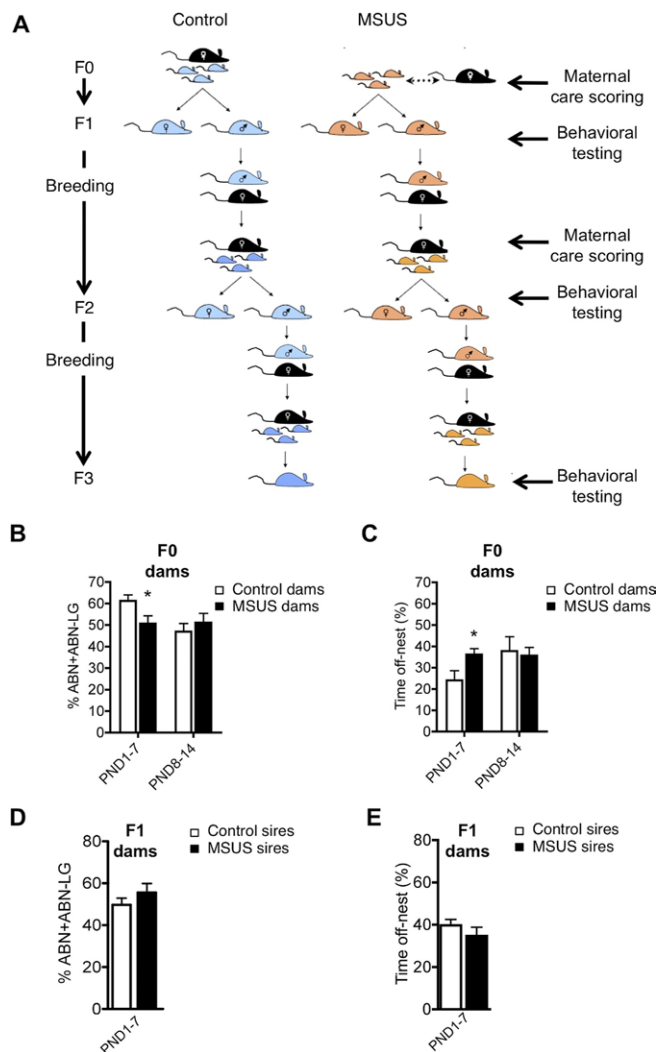 A
Control
MSUS
F0
Maternal
care scoring
F1
Behavioral
testing
Breeding
Maternal
care scoring
F2
Behavioral
testing
Breeding
F3
Behavioral
testing
B
F0
dams
Control dams
MSUS dams
*
% ABN+ABN-LG
70
60
50
40
30
20
10
0
PND1-7
PND8-14
C
F0
dams
Control dams
MSUS dams
*
Time off-nest (%)
70
60
50
40
30
20
10
0
PND1-7
PND8-14
D
F1
dams
Control sires
MSUS sires
% ABN+ABN-LG
80
60
40
20
0
PND1-7
E
F1
dams
Control sires
MSUS sires
Time off-nest (%)
80
60
40
20
0
PND1-7